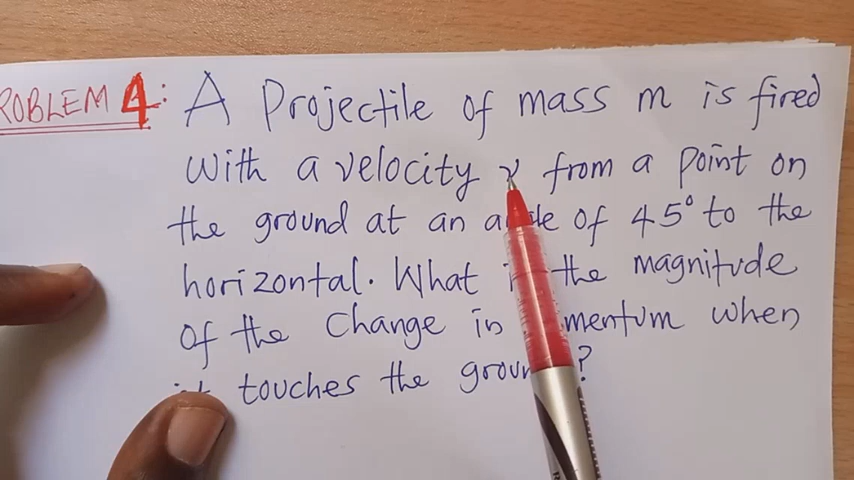 ROBLEM 4: A Projectile of mass m is fired
With a velocity v from a point on
the ground at an of 45° to the
horizontal. What the magnitude
of the Change in when
touches the ?